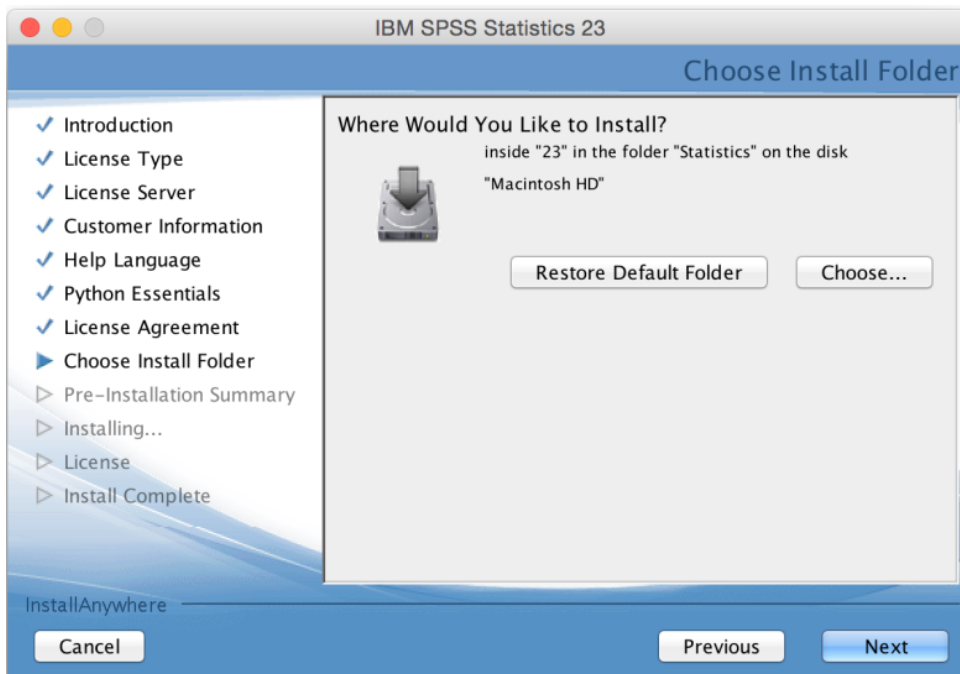 IBM SPSS Statistics 23
Choose Install Folder
Introduction
License Type
License Server
Customer Information
Help Language
Python Essentials
License Agreement
Choose Install Folder
Pre-Installation Summary
Installing...
License
Install Complete
Where Would You Like to Install?
inside "23" in the folder "Statistics" on the disk
"Macintosh HD"
Restore Default Folder
Choose...
InstallAnywhere
Cancel
Previous
Next